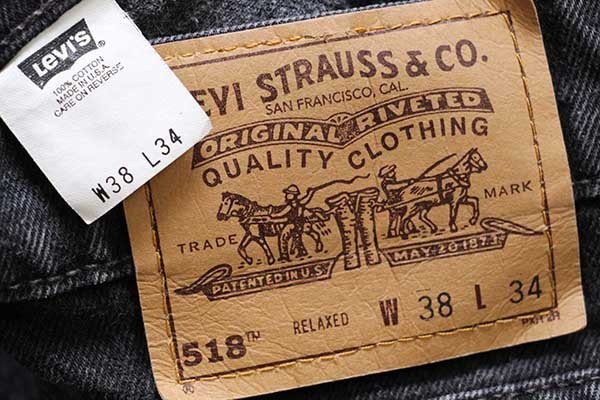 LEVI'S®
100% COTTON
MADE IN U.S.A.
CARE ON REVERSE
W38 L34
EVI STRAUSS & CO.
SAN FRANCISCO, CAL.
ORIGINAL RIVETED
QUALITY CLOTHING
TRADE MARK
PATENTED IN U.S.
MAY 20 1873
518™ RELAXED W 38 L 34
®